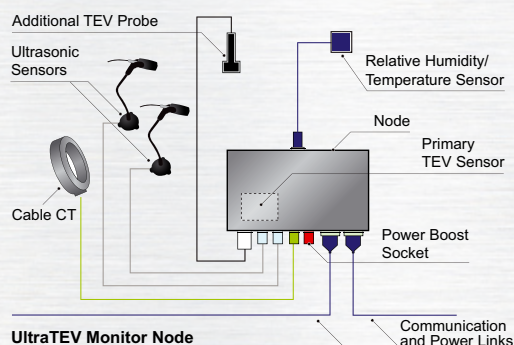 Additional TEV Probe
Ultrasonic
Sensors
Relative Humidity/
Temperature Sensor
Node
Primary
TEV Sensor
Cable CT
Power Boost
Socket
UltraTEV Monitor Node
Communication
and Power Links